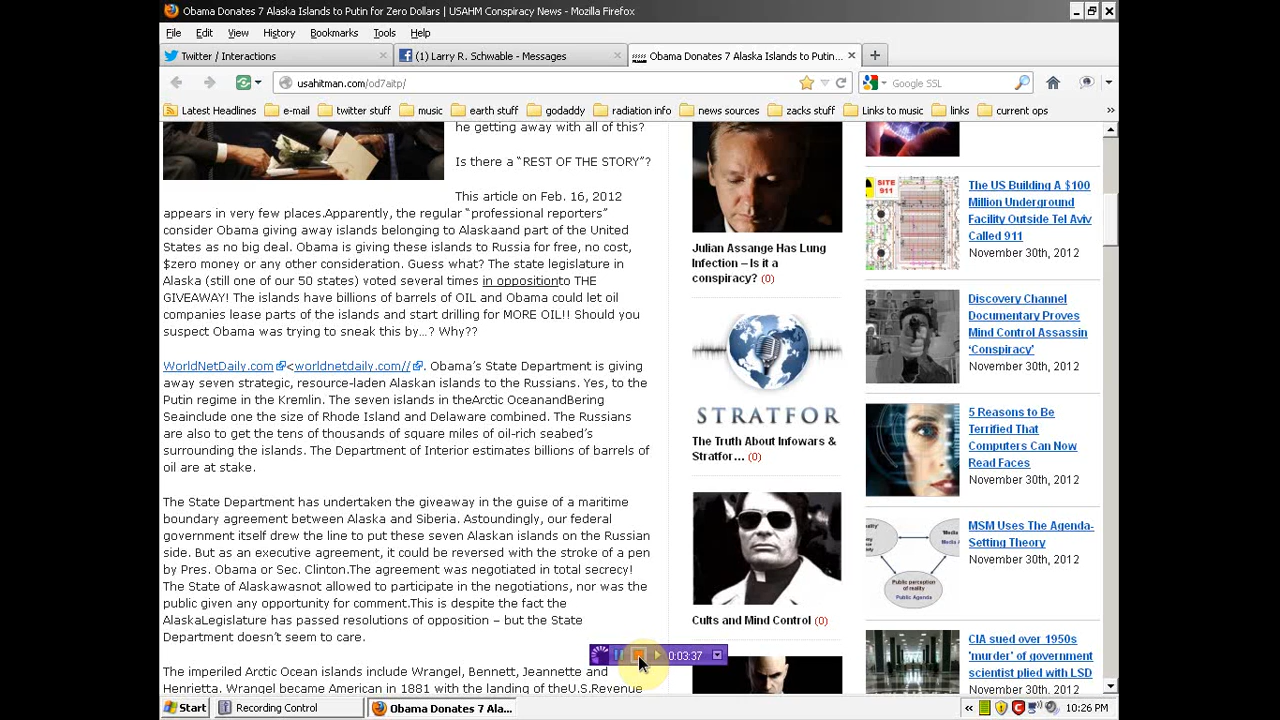 Obama Donates 7 Alaska Islands to Putin for Zero Dollars | USAHM Conspiracy News - Mozilla Firefox
File Edit View History Bookmarks Tools Help
Twitter / Interactions
(1) Larry R. Schwable - Messages
Obama Donates 7 Alaska Islands to Putin...
usahitman.com/od7aitp/
Google SSL
Latest Headlines e-mail twitter stuff music earth stuff godaddy radiation info news sources zacks stuff Links to music links current ops
he getting away with all of this?
Is there a “REST OF THE STORY”?
This article on Feb. 16, 2012
appears in very few places.Apparently, the regular “professional reporters”
consider Obama giving away islands belonging to Alaskaand part of the United
States as no big deal. Obama is giving these islands to Russia for free, no cost,
$zero money or any other consideration. Guess what? The state legislature in
Alaska (still one of our 50 states) voted several times in oppositionto THE
GIVEAWAY! The islands have billions of barrels of OIL and Obama could let oil
companies lease parts of the islands and start drilling for MORE OIL!! Should you
suspect Obama was trying to sneak this by…? Why??
WorldNetDaily.com <worldnetdaily.com// . Obama’s State Department is giving
away seven strategic, resource-laden Alaskan islands to the Russians. Yes, to the
Putin regime in the Kremlin. The seven islands in theArctic OceanandBering
Seainclude one the size of Rhode Island and Delaware combined. The Russians
are also to get the tens of thousands of square miles of oil-rich seabed’s
surrounding the islands. The Department of Interior estimates billions of barrels of
oil are at stake.
The State Department has undertaken the giveaway in the guise of a maritime
boundary agreement between Alaska and Siberia. Astoundingly, our federal
government itself drew the line to put these seven Alaskan islands on the Russian
side. But as an executive agreement, it could be reversed with the stroke of a pen
by Pres. Obama or Sec. Clinton.The agreement was negotiated in total secrecy!
The State of Alaskawasnot allowed to participate in the negotiations, nor was the
public given any opportunity for comment.This is despite the fact the
AlaskaLegislature has passed resolutions of opposition – but the State
Department doesn’t seem to care.
The imperiled Arctic Ocean islands include Wrangel, Bennett, Jeannette and
Henrietta. Wrangel became American in 1881 with the landing of theU.S.Revenue
Julian Assange Has Lung
Infection – Is it a
conspiracy? (0)
STRATFOR
The Truth About Infowars &
Stratfor… (0)
Cults and Mind Control (0)
SITE
911
The US Building A $100
Million Underground
Facility Outside Tel Aviv
Called 911
November 30th, 2012
Discovery Channel
Documentary Proves
Mind Control Assassin
‘Conspiracy’
November 30th, 2012
5 Reasons to Be
Terrified That
Computers Can Now
Read Faces
November 30th, 2012
Public perception
of reality
Public Agenda
MSM Uses The Agenda-
Setting Theory
November 30th, 2012
CIA sued over 1950s
'murder' of government
scientist plied with LSD
November 30th, 2012
0:03:37
Start
Recording Control
Obama Donates 7 Ala...
10:26 PM